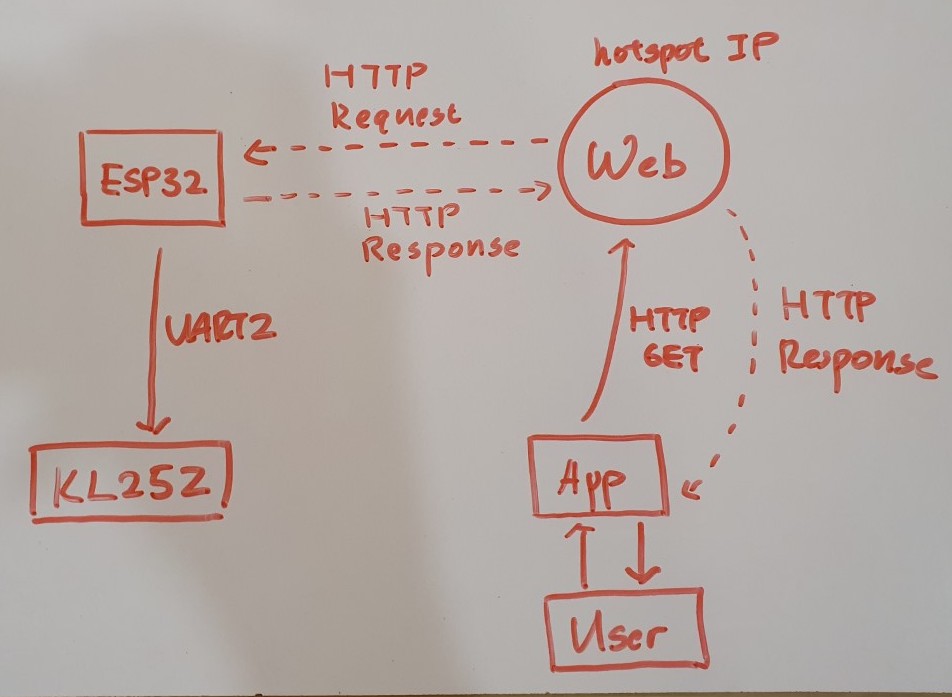 hotspot IP
HTTP
Request
ESP32
Web
HTTP
Response
UART2
HTTP
GET
HTTP
Response
KL25Z
App
User